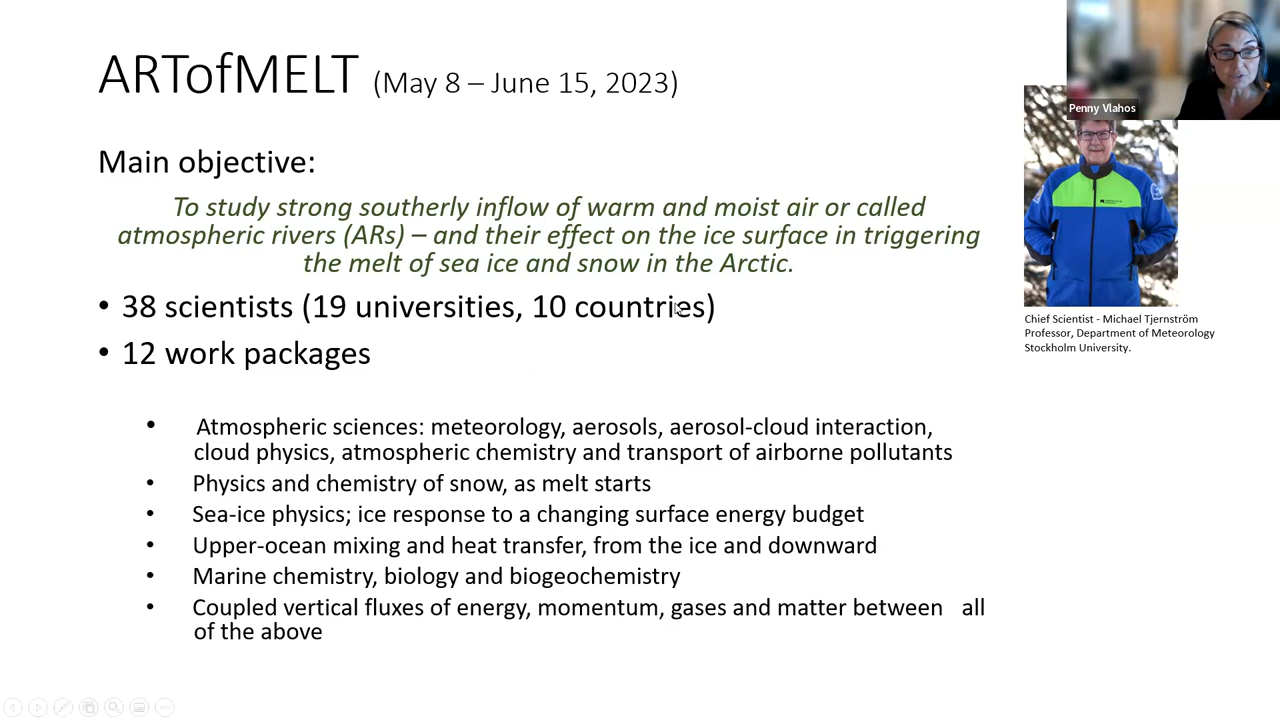 ARTofMELT (May 8 – June 15, 2023)
Penny Vlahos
Main objective:
To study strong southerly inflow of warm and moist air or called
atmospheric rivers (ARs) – and their effect on the ice surface in triggering
the melt of sea ice and snow in the Arctic.
• 38 scientists (19 universities, 10 countries)
• 12 work packages
Chief Scientist - Michael Tjernström
Professor, Department of Meteorology
Stockholm University.
• Atmospheric sciences: meteorology, aerosols, aerosol-cloud interaction,
cloud physics, atmospheric chemistry and transport of airborne pollutants
• Physics and chemistry of snow, as melt starts
• Sea-ice physics; ice response to a changing surface energy budget
• Upper-ocean mixing and heat transfer, from the ice and downward
• Marine chemistry, biology and biogeochemistry
• Coupled vertical fluxes of energy, momentum, gases and matter between all
of the above